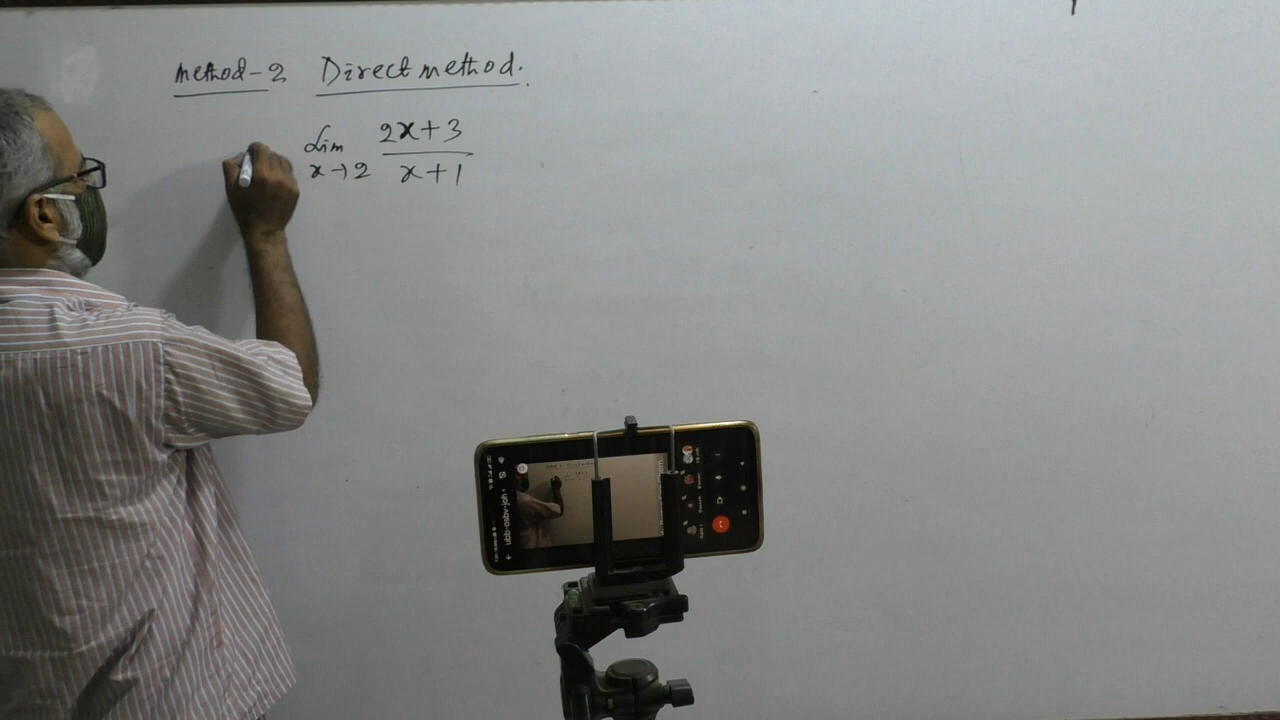 Method-2 Direct method.
lim x→2 (2x+3)/(x+1)